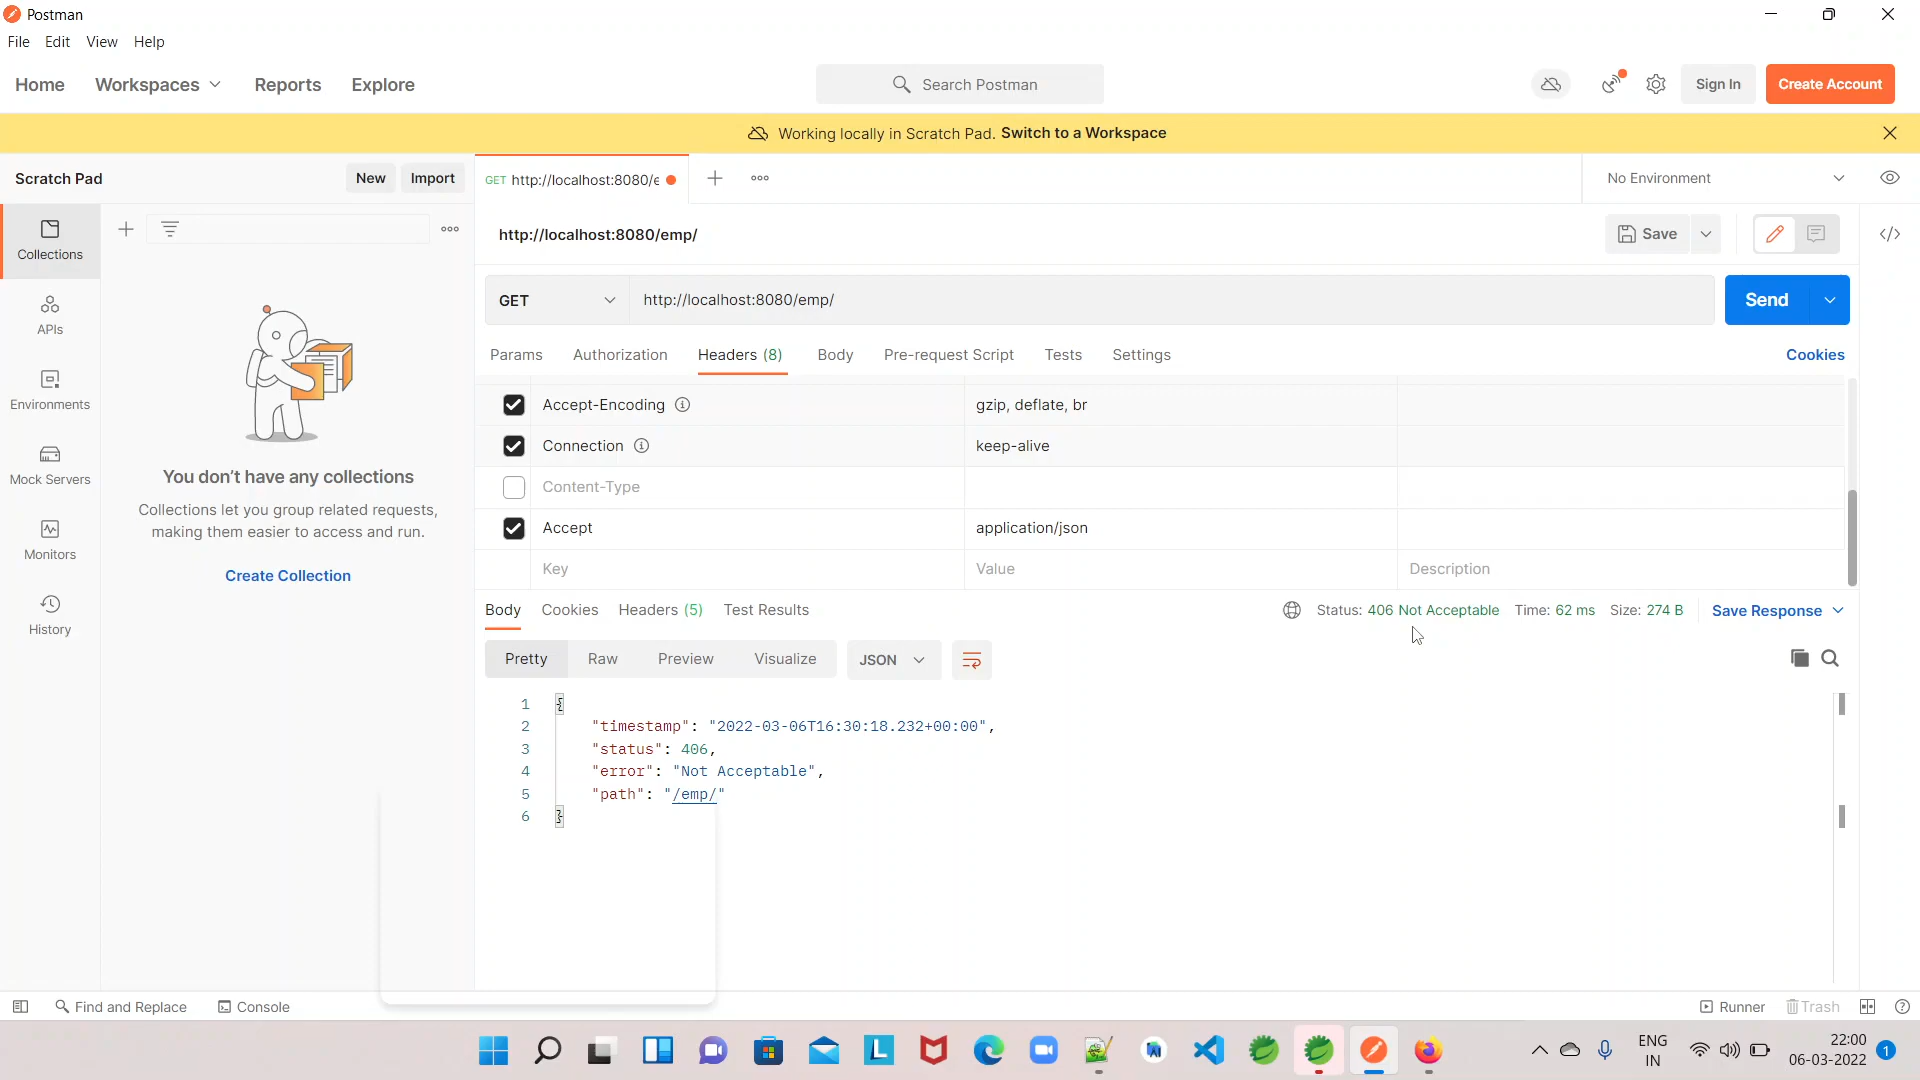 Postman
File Edit View Help
Home Workspaces Reports Explore Search Postman Sign In Create Account
Working locally in Scratch Pad. Switch to a Workspace
Scratch Pad New Import GET http://localhost:8080/e No Environment
http://localhost:8080/emp/ Save
Collections
GET http://localhost:8080/emp/ Send
APIs
Params Authorization Headers (8) Body Pre-request Script Tests Settings Cookies
Environments
Accept-Encoding gzip, deflate, br
Connection keep-alive
Mock Servers
Content-Type
You don't have any collections
Collections let you group related requests,
making them easier to access and run.
Create Collection
Accept application/json
Monitors
Key Value Description
History
Body Cookies Headers (5) Test Results Status: 406 Not Acceptable Time: 62 ms Size: 274 B Save Response
Pretty Raw Preview Visualize JSON
1 {
2 "timestamp": "2022-03-06T16:30:18.232+00:00",
3 "status": 406,
4 "error": "Not Acceptable",
5 "path": "/emp/"
6 }
Find and Replace Console Runner Trash
L
ENG
IN
22:00
06-03-2022
1